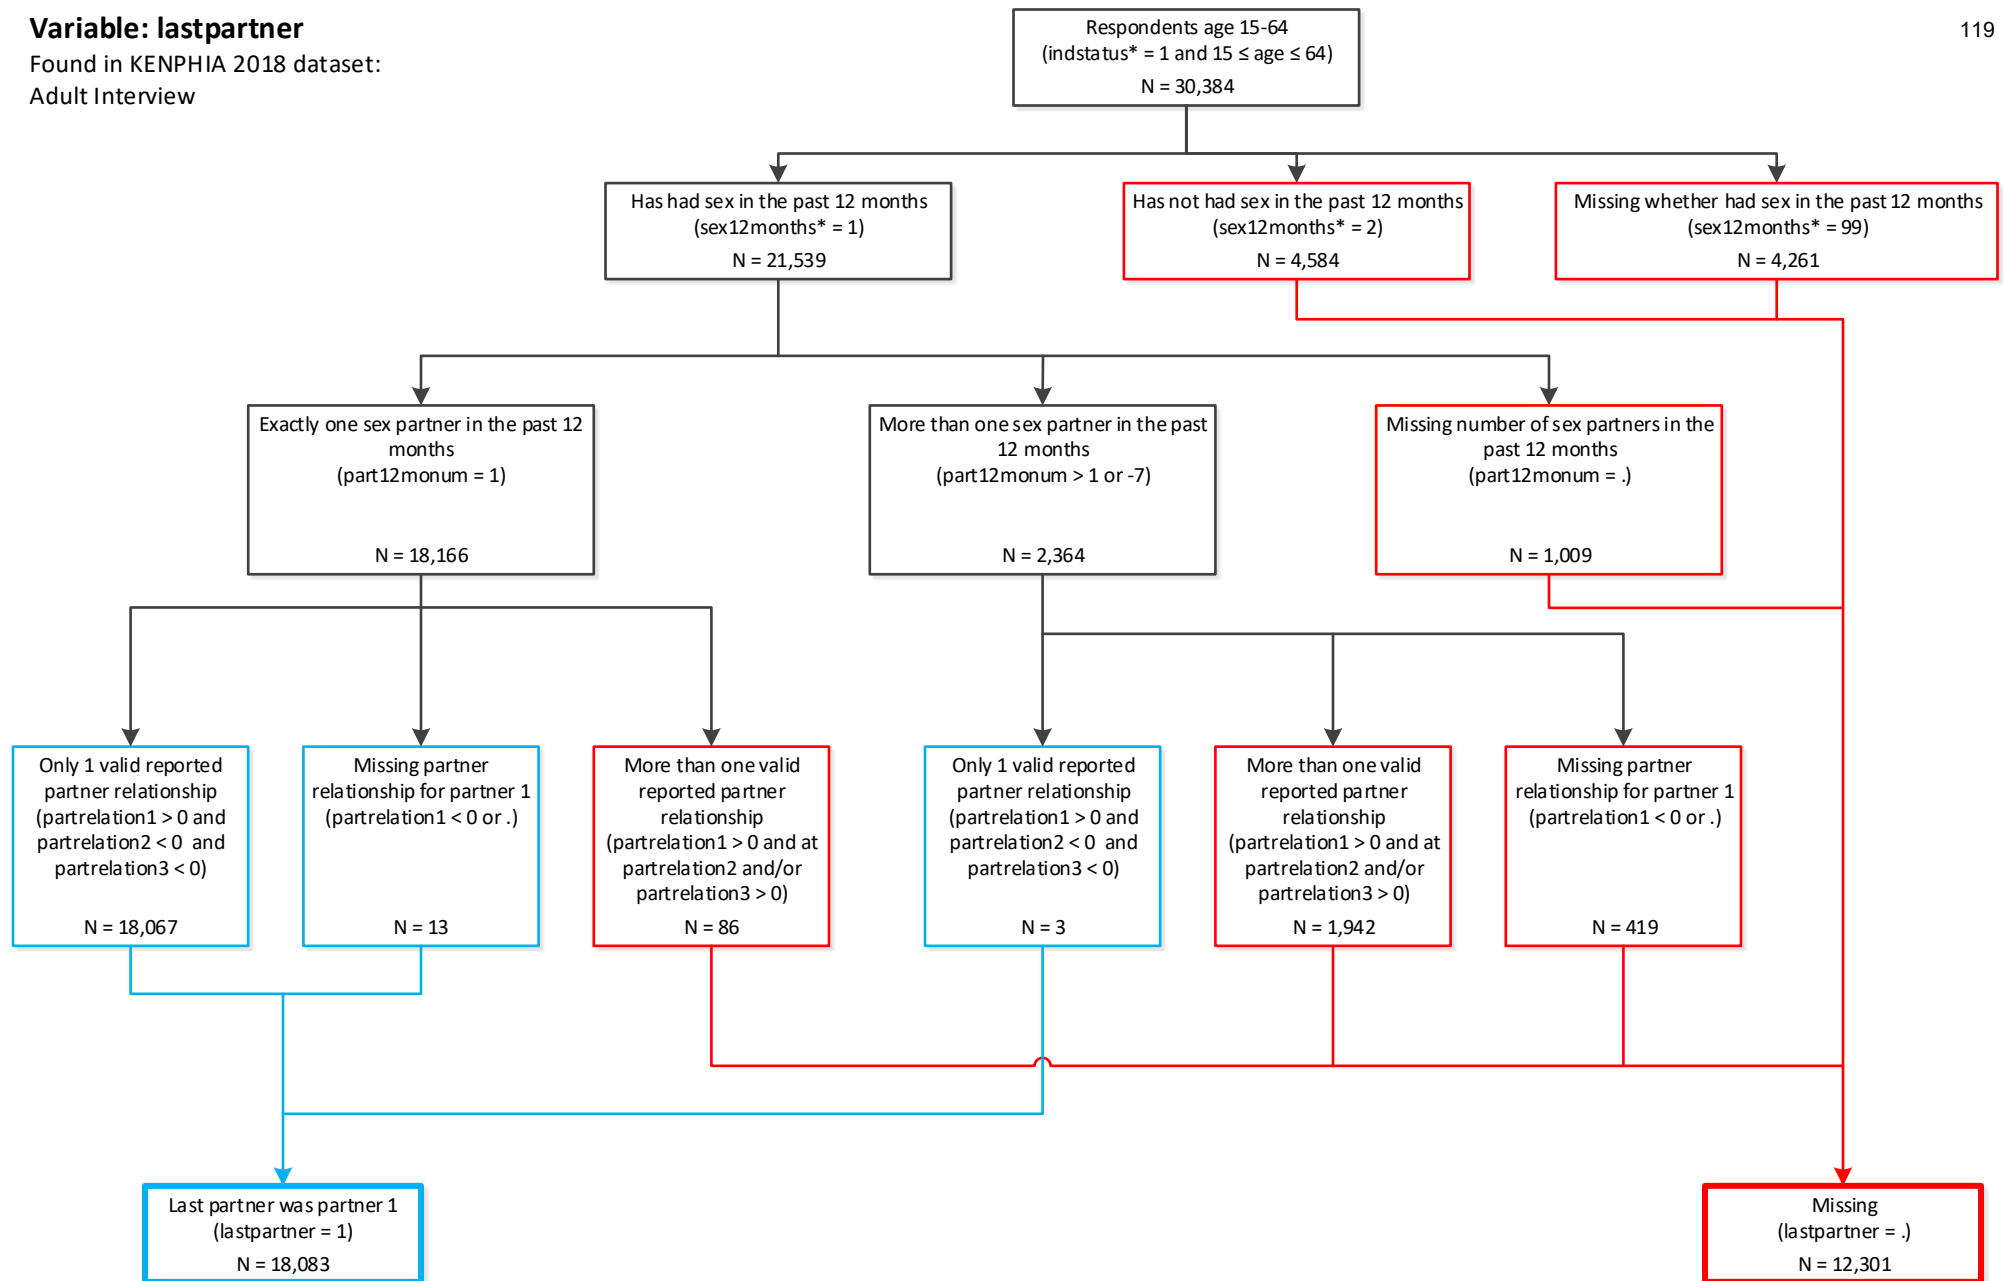 Variable: lastpartner
Found in KENPHIA 2018 dataset:
Adult Interview
119
Respondents age 15-64
(indstatus* = 1 and 15 ≤ age ≤ 64)
N = 30,384
Has had sex in the past 12 months
(sex12months* = 1)
N = 21,539
Has not had sex in the past 12 months
(sex12months* = 2)
N = 4,584
Missing whether had sex in the past 12 months
(sex12months* = 99)
N = 4,261
Exactly one sex partner in the past 12
months
(part12monum = 1)
N = 18,166
More than one sex partner in the past
12 months
(part12monum > 1 or -7)
N = 2,364
Missing number of sex partners in the
past 12 months
(part12monum = .)
N = 1,009
Only 1 valid reported
partner relationship
(partrelation1 > 0 and
partrelation2 < 0 and
partrelation3 < 0)
N = 18,067
Missing partner
relationship for partner 1
(partrelation1 < 0 or .)
N = 13
More than one valid
reported partner
relationship
(partrelation1 > 0 and at
partrelation2 and/or
partrelation3 > 0)
N = 86
Only 1 valid reported
partner relationship
(partrelation1 > 0 and
partrelation2 < 0 and
partrelation3 < 0)
N = 3
More than one valid
reported partner
relationship
(partrelation1 > 0 and at
partrelation2 and/or
partrelation3 > 0)
N = 1,942
Missing partner
relationship for partner 1
(partrelation1 < 0 or .)
N = 419
Last partner was partner 1
(lastpartner = 1)
N = 18,083
Missing
(lastpartner = .)
N = 12,301